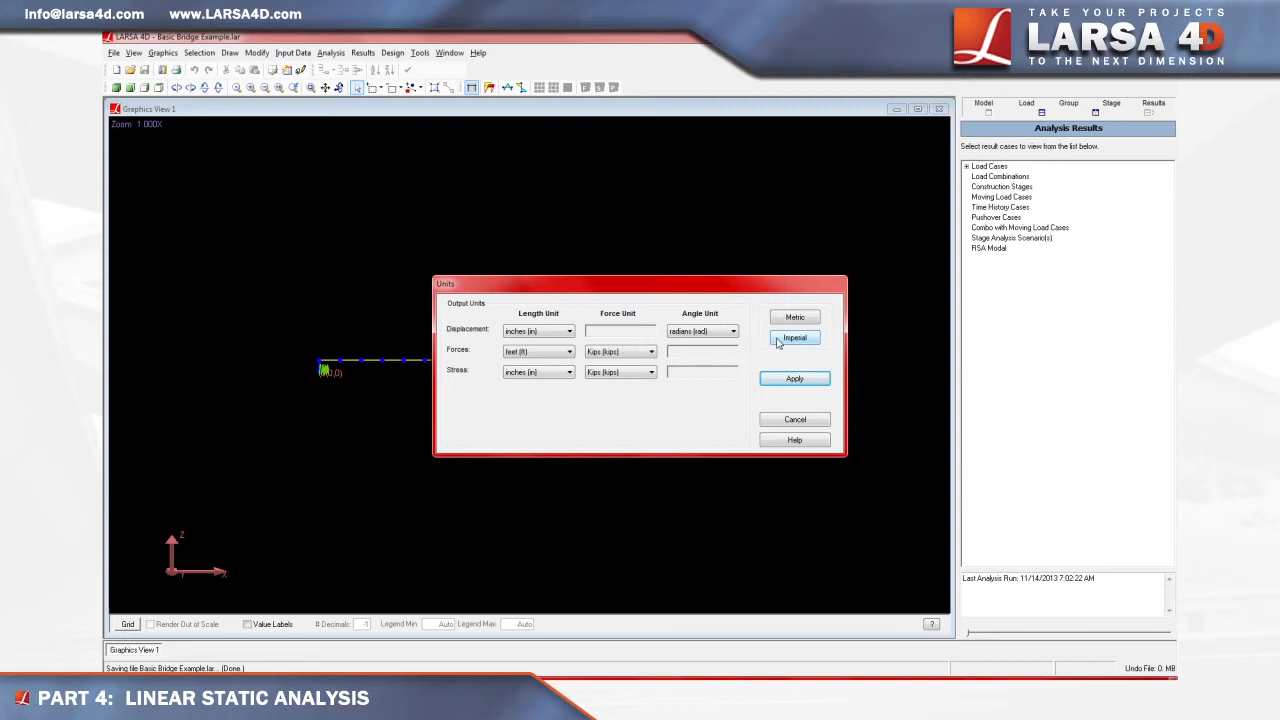 Info@larsa4d.com www.LARSA4D.com
TAKE YOUR PROJECTS
LARSA 4D
TO THE NEXT DIMENSION
LARSA 4D - Basic Bridge Example.lar
File View Graphics Selection Draw Modify Input Data Analysis Results Design Tools Window Help
Graphics View 1
Zoom 1.000X
Model Load Group Stage Results
Analysis Results
Select result cases to view from the list below.
Load Cases
Load Combinations
Construction Stages
Moving Load Cases
Time History Cases
Pushover Cases
Combo with Moving Load Cases
Stage Analysis Scenario(s)
RSA Modal
Units
Output Units
Length Unit Force Unit Angle Unit
Displacement: inches (in) radians (rad)
Forces: feet (ft) Kips (kips)
Stress: inches (in) Kips (kips)
Metric
Imperial
Apply
Cancel
Help
Z
X
Last Analysis Run: 11/14/2013 7:02:22 AM
Grid Render Out of Scale Value Labels # Decimals: -1 Legend Min Auto Legend Max Auto ?
Graphics View 1
Saving file Basic Bridge Example.lar... (Done.) Undo File: 0. MB
PART 4: LINEAR STATIC ANALYSIS